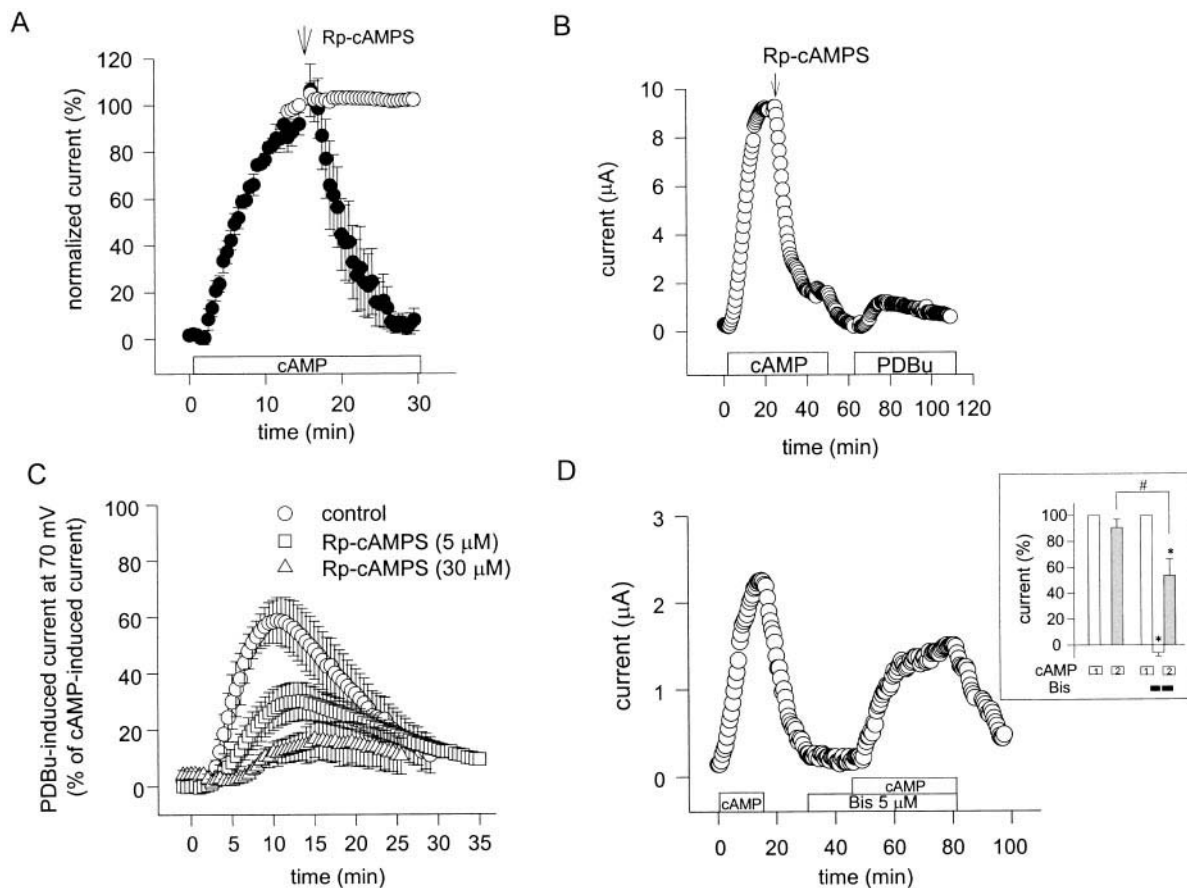 A
Rp-cAMPS
normalized current (%)
120
100
80
60
40
20
0
cAMP
0 10 20 30
time (min)
B
Rp-cAMPS
current (μA)
10
8
6
4
2
0
cAMP PDBu
0 20 40 60 80 100 120
time (min)
C
PDBu-induced current at 70 mV
(% of cAMP-induced current)
100
80
60
40
20
0
control
Rp-cAMPS (5 μM)
Rp-cAMPS (30 μM)
0 5 10 15 20 25 30 35
time (min)
D
current (μA)
3
2
1
0
cAMP
cAMP
Bis 5 μM
0 20 40 60 80 100
time (min)
#
current (%)
100
80
60
40
20
0
*
*
cAMP 1 2 1 2
Bis